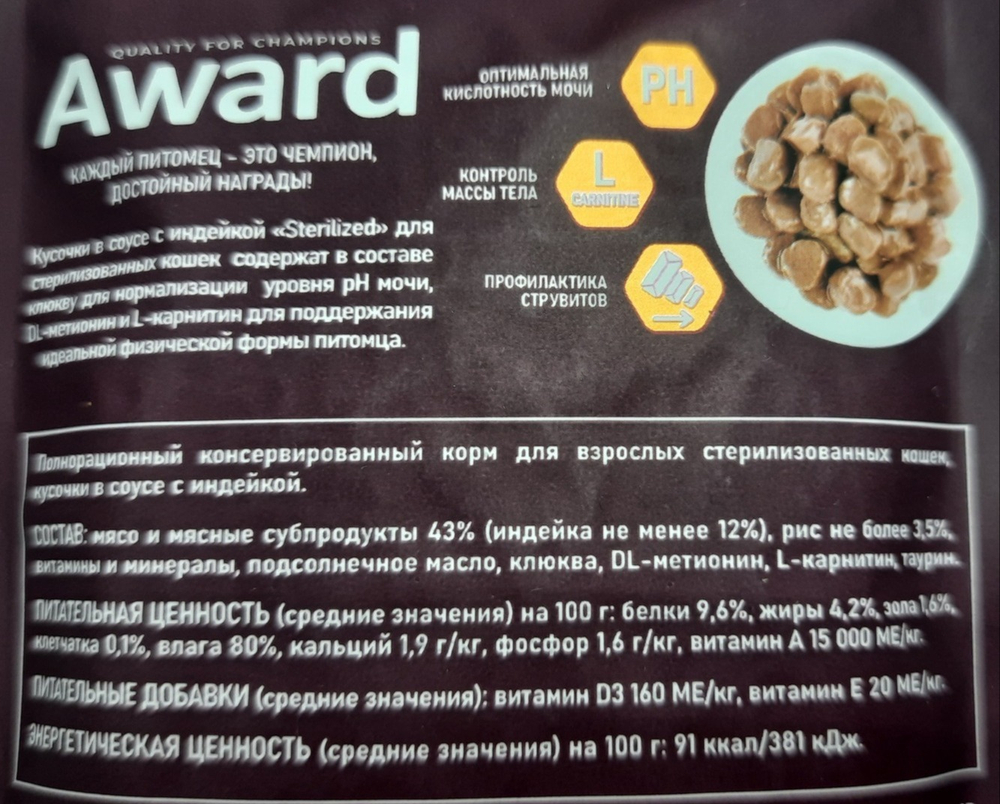 QUALITY FOR CHAMPIONS
Award
КАЖДЫЙ ПИТОМЕЦ – ЭТО ЧЕМПИОН,
ДОСТОЙНЫЙ НАГРАДЫ!
Кусочки в соусе с индейкой «Sterilized» для
стерилизованных кошек содержат в составе
клюкву для нормализации уровня pH мочи,
DL-метионин и L-карнитин для поддержания
идеальной физической формы питомца.
ОПТИМАЛЬНАЯ
КИСЛОТНОСТЬ МОЧИ
PH
КОНТРОЛЬ
МАССЫ ТЕЛА
L
CARNITINE
ПРОФИЛАКТИКА
СТРУВИТОВ
Полнорационный консервированный корм для взрослых стерилизованных кошек,
кусочки в соусе с индейкой.
СОСТАВ: мясо и мясные субпродукты 43% (индейка не менее 12%), рис не более 3,5%,
витамины и минералы, подсолнечное масло, клюква, DL-метионин, L-карнитин, таурин.
ПИТАТЕЛЬНАЯ ЦЕННОСТЬ (средние значения) на 100 г: белки 9,6%, жиры 4,2%, зола 1,6%,
клетчатка 0,1%, влага 80%, кальций 1,9 г/кг, фосфор 1,6 г/кг, витамин А 15 000 МЕ/кг.
ПИТАТЕЛЬНЫЕ ДОБАВКИ (средние значения): витамин D3 160 МЕ/кг, витамин Е 20 МЕ/кг.
ЭНЕРГЕТИЧЕСКАЯ ЦЕННОСТЬ (средние значения) на 100 г: 91 ккал/381 кДж.